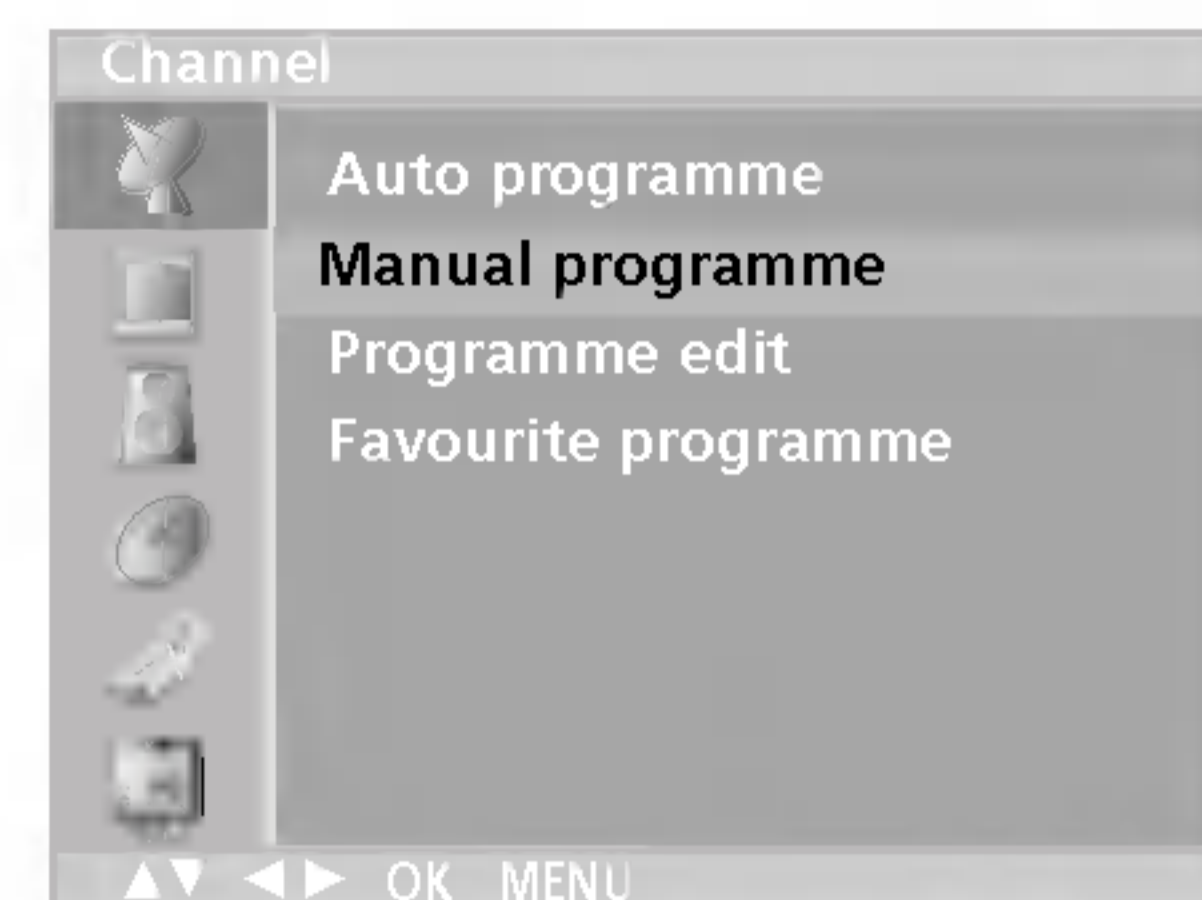 Channel
Auto programme
Manual programme
Programme edit
Favourite programme
▲▼ ◀ ▶ OK MENU